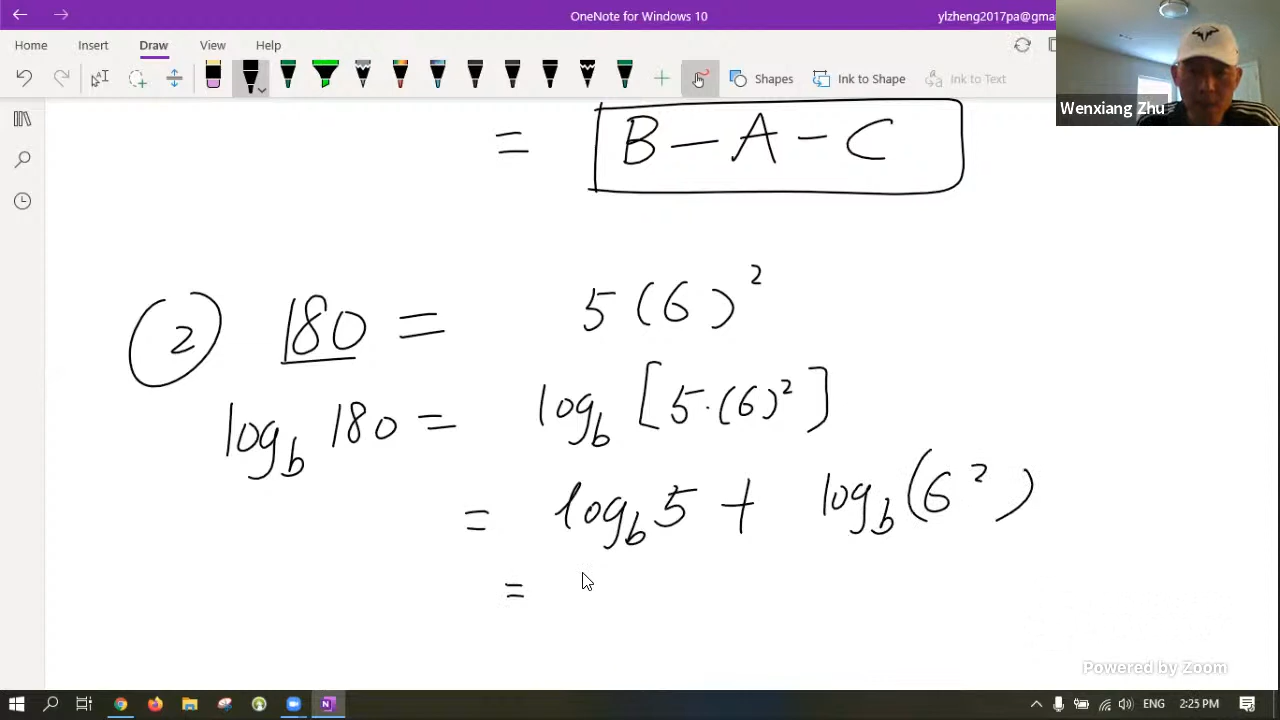 OneNote for Windows 10
ylzheng2017pa@gma
Home Insert Draw View Help
Shapes Ink to Shape Ink to Text
Wenxiang Zhu
= B - A - C
(2) 180 = 5(6)²
log_b 180 = log_b [5·(6)²]
= log_b 5 + log_b (6²)
=
Powered by Zoom
ENG 2:25 PM